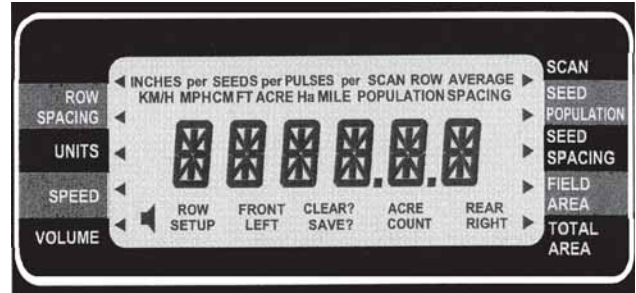 INCHES per SEEDS per PULSES per SCAN ROW AVERAGE
KM/H MPHCM FT ACRE Ha MILE POPULATION SPACING
ROW
SPACING
UNITS
SPEED
VOLUME
ROW FRONT CLEAR? ACRE REAR
SETUP LEFT SAVE? COUNT RIGHT
SCAN
SEED
POPULATION
SEED
SPACING
FIELD
AREA
TOTAL
AREA